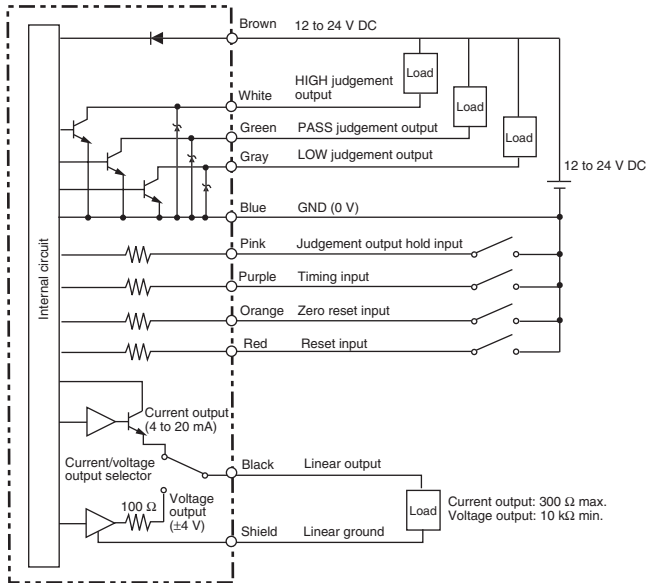 Brown 12 to 24 V DC
Load
HIGH judgement
output
White
Load
Green PASS judgement output
Load
Gray LOW judgement output
12 to 24 V DC
Blue GND (0 V)
Internal circuit
Pink Judgement output hold input
Purple Timing input
Orange Zero reset input
Red Reset input
Current output
(4 to 20 mA)
Current/voltage
output selector
Black Linear output
100 Ω
Voltage
output
(±4 V)
Load
Current output: 300 Ω max.
Voltage output: 10 kΩ min.
Shield Linear ground